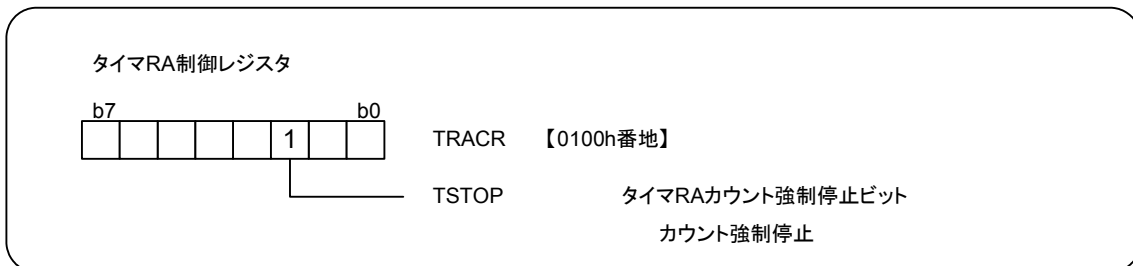 タイマRA制御レジスタ
b7 b0
1 TRACR 【0100h番地】
TSTOP タイマRAカウント強制停止ビット
カウント強制停止